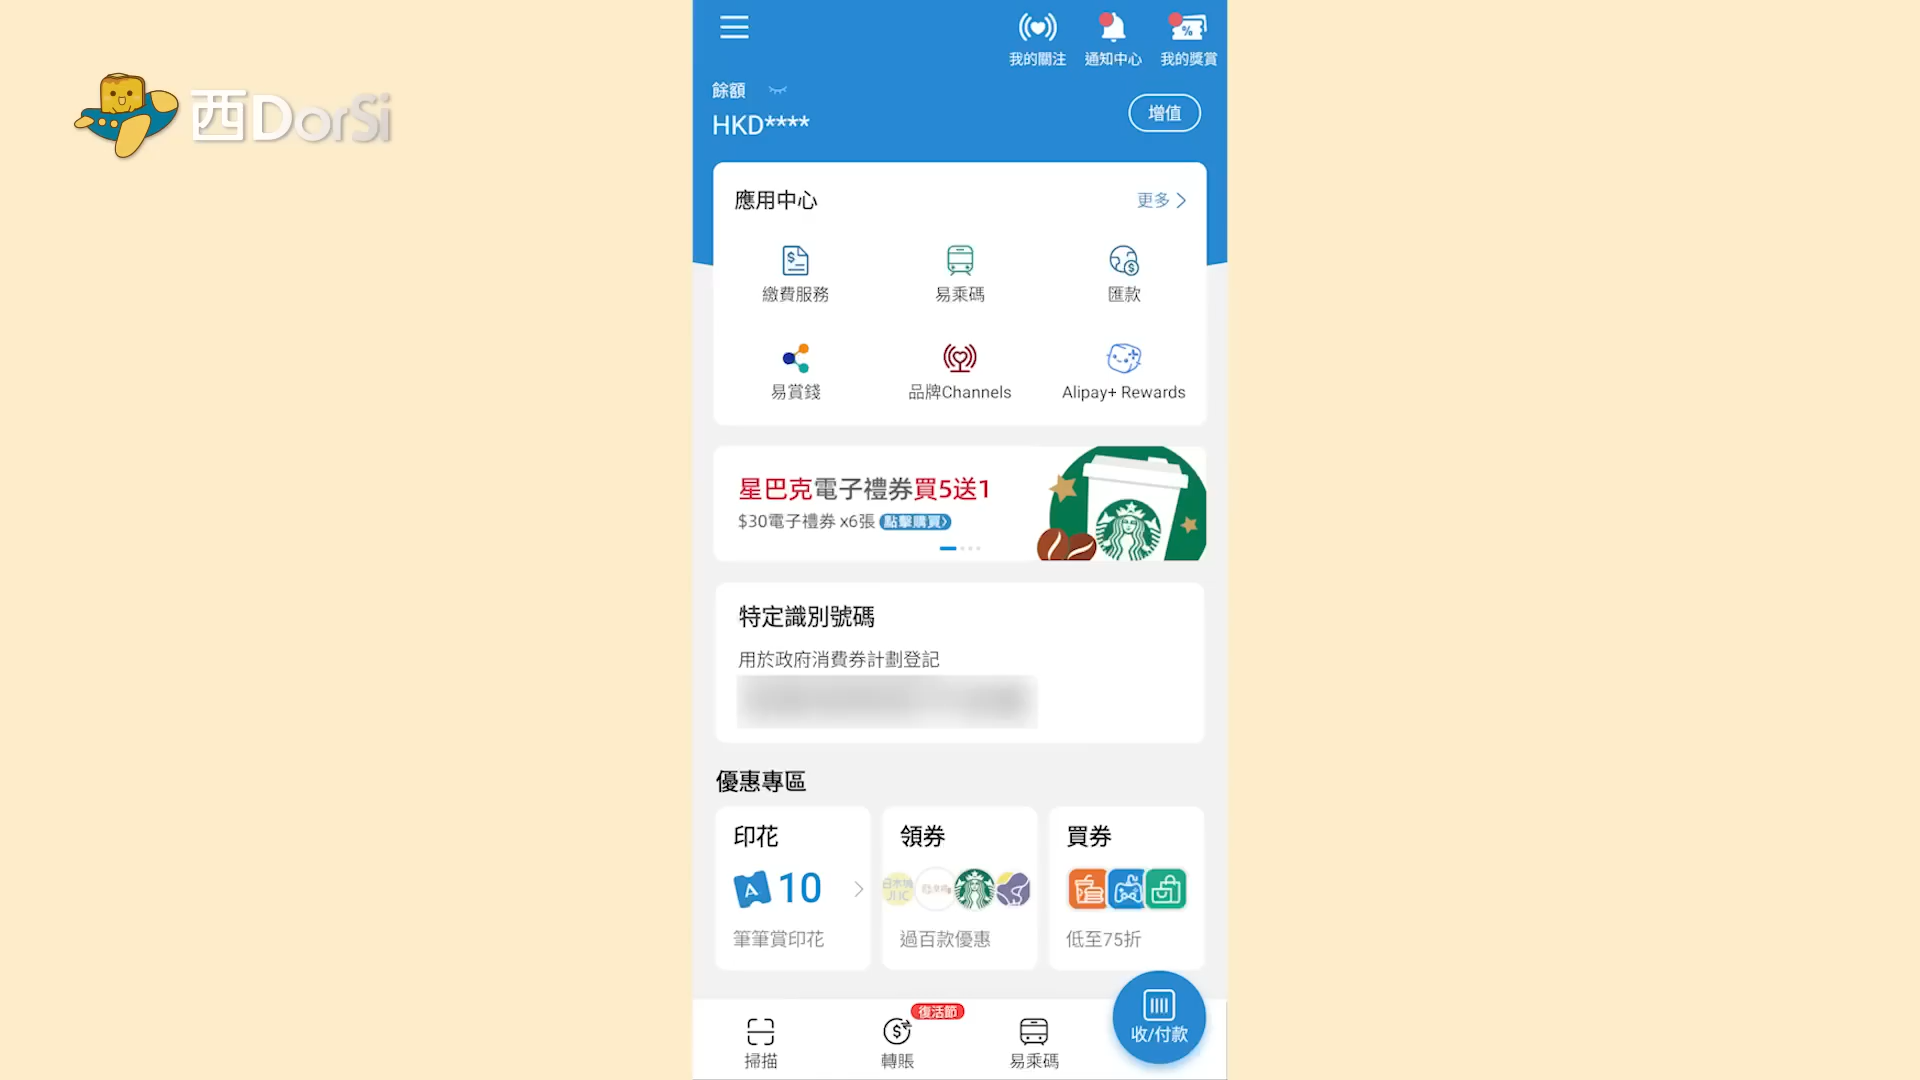 西DorSi
我的關注
通知中心
我的獎賞
餘額
HKD****
增值
應用中心
更多
繳費服務
易乘碼
匯款
易賞錢
品牌Channels
Alipay+ Rewards
星巴克電子禮券買5送1
$30電子禮券 x6張 點擊購買
特定識別號碼
用於政府消費券計劃登記
優惠專區
印花
領券
買券
A 10
筆筆賞印花
過百款優惠
低至75折
復活節
掃描
轉賬
易乘碼
收/付款